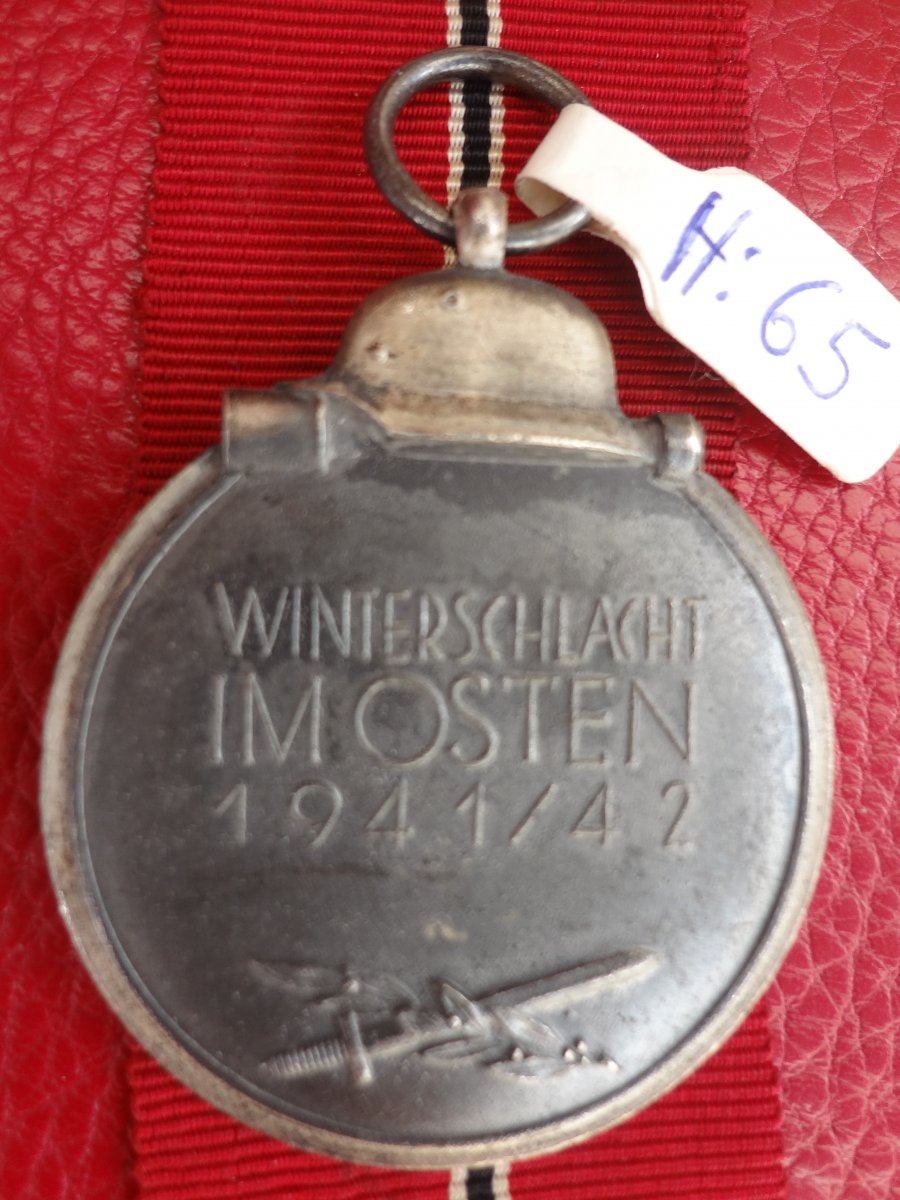 H: 65
WINTERSCHLACHT
IM OSTEN
1941/42